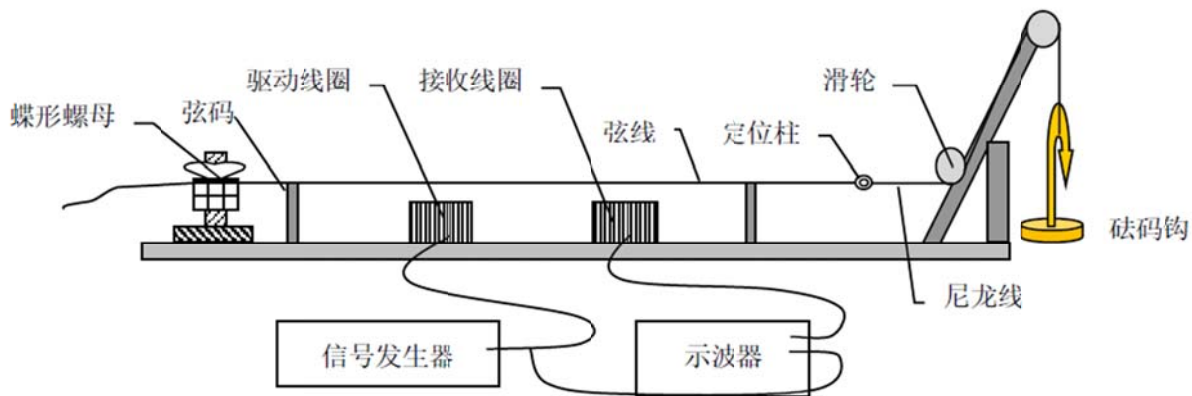 蝶形螺母
弦码
驱动线圈
接收线圈
弦线
定位柱
滑轮
砝码钩
尼龙线
信号发生器
示波器